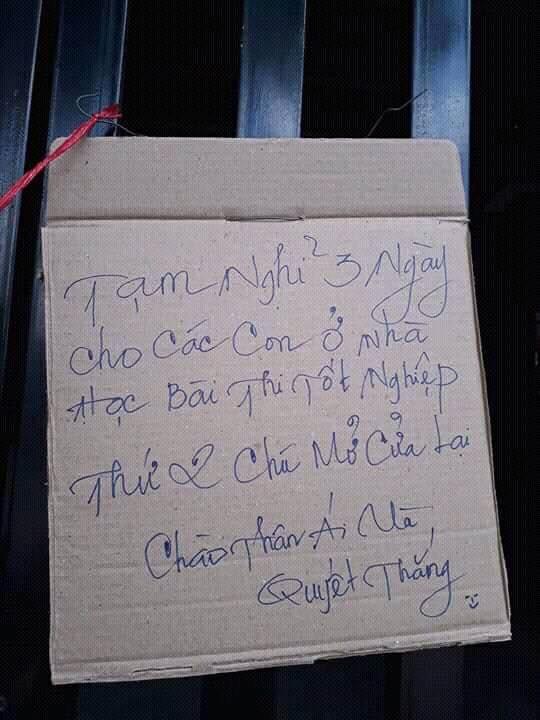 Tạm Nghỉ 3 Ngày
cho Các Con ở Nhà
Học Bài Thi Tốt Nghiệp
Thứ 2 Chú Mở Cửa Lại
Chào Thân Ái Và
Quyết Thắng